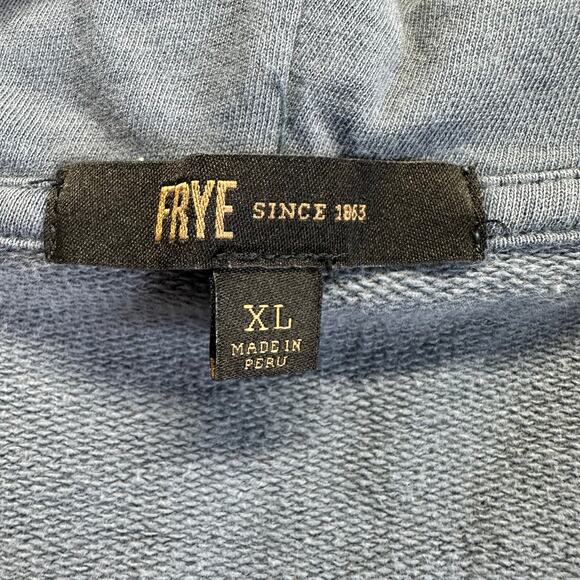 FRYE SINCE 1863
XL
MADE IN
PERU